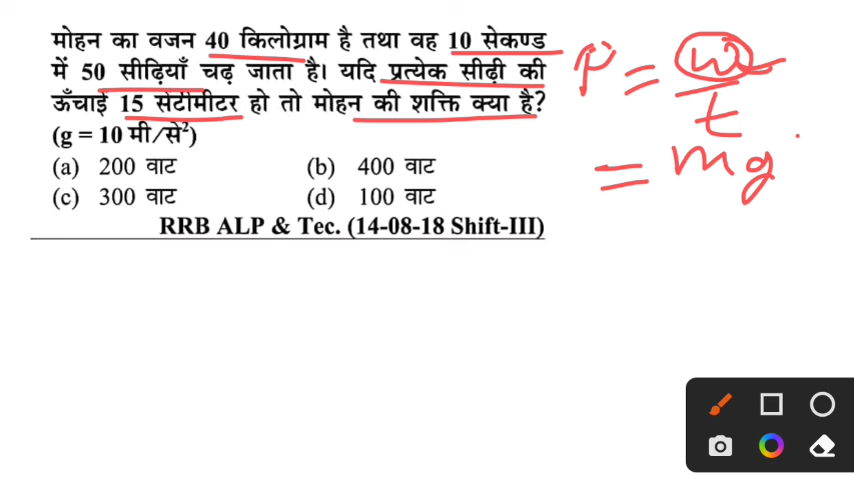 मोहन का वजन 40 किलोग्राम है तथा वह 10 सेकण्ड
में 50 सीढ़ियाँ चढ़ जाता है। यदि प्रत्येक सीढ़ी की
ऊँचाई 15 सेटीमीटर हो तो मोहन की शक्ति क्या है?
(g = 10 मी/से²)
(a) 200 वाट (b) 400 वाट
(c) 300 वाट (d) 100 वाट
RRB ALP & Tec. (14-08-18 Shift-III)
P = w/t
= mg